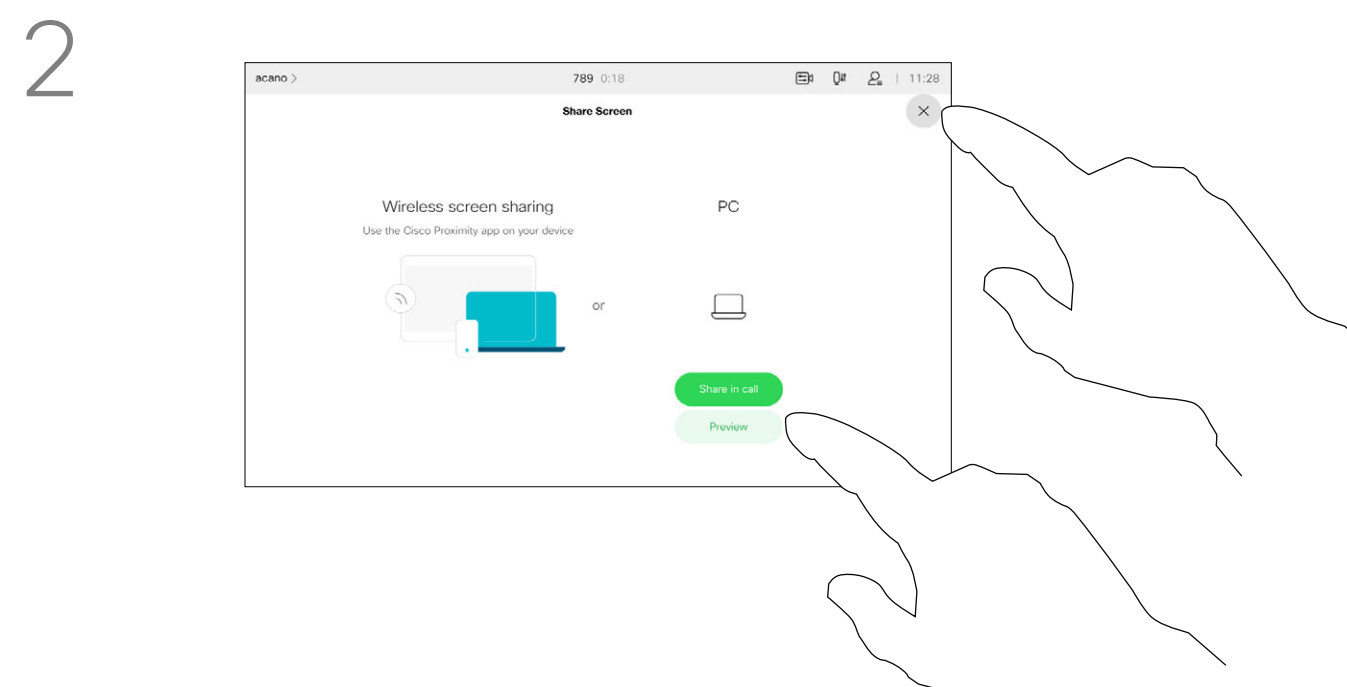 2
acano >
789 0:18
| 11:28
Share Screen
Wireless screen sharing
Use the Cisco Proximity app on your device
or
PC
Share in call
Preview